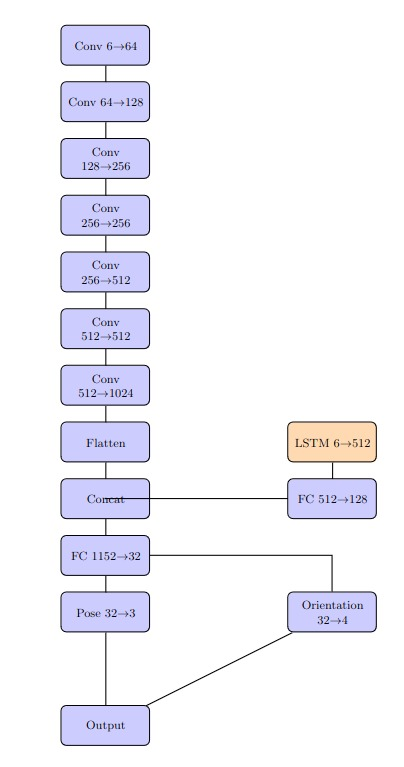 Conv 6→64
Conv 64→128
Conv
128→256
Conv
256→256
Conv
256→512
Conv
512→512
Conv
512→1024
Flatten
LSTM 6→512
Concat
FC 512→128
FC 1152→32
Pose 32→3
Orientation
32→4
Output